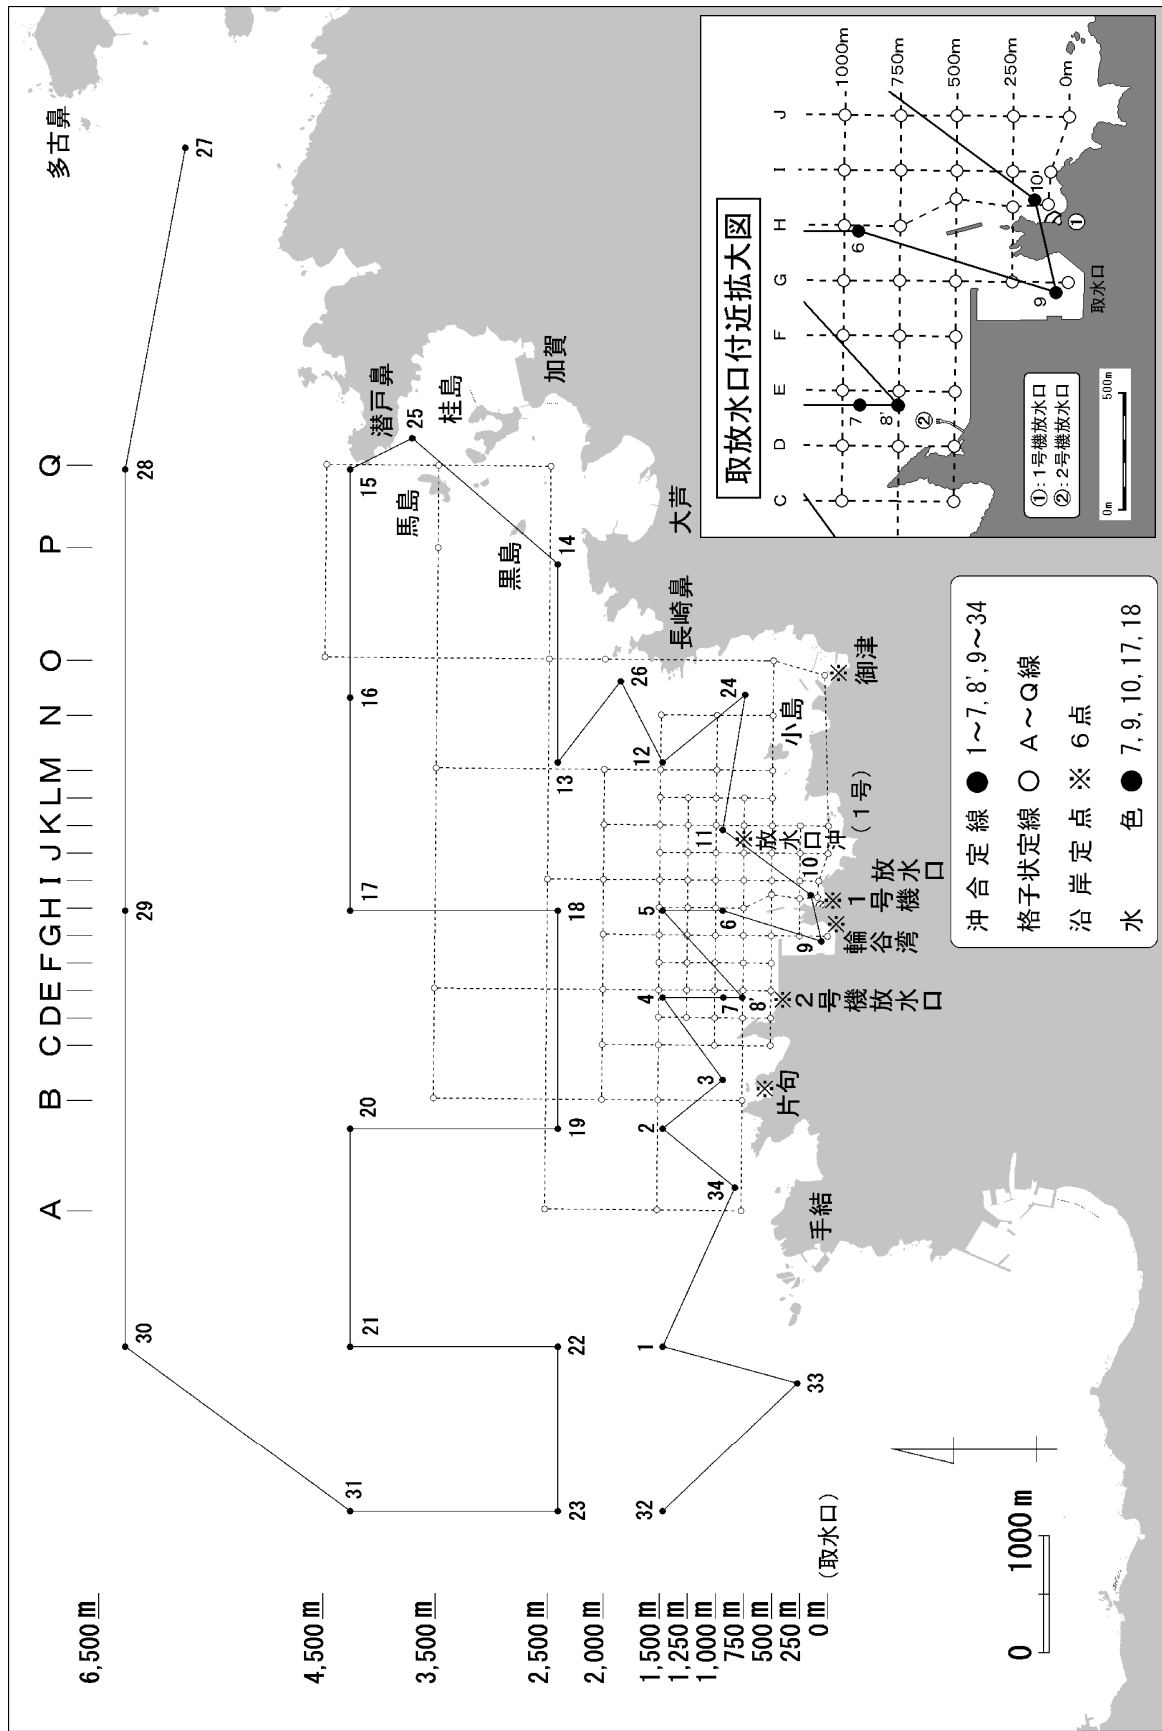 A B C D E F G H I J K L M N O P Q
6,500m
4,500m
3,500m
2,500m
2,000m
1,500m
1,250m
1,000m
750m
500m
250m
0m
(取水口)
0 1000m
多古鼻
27
28
29
30
31
潜戸鼻
桂島
25
加賀
15
馬島
黒島
14
大芦
長崎鼻
16
17
18
13
26
12
24
小島
※
御津
20
19
21
22
23
5
6
4
7
8'
3
2
34
1
33
32
11
※放水口沖
(1号)
10
※
1号機放水口
9
※
輪谷湾
※
2号機放水口
※
片句
手結
取放水口付近拡大図
C D E F G H I J
1000m
750m
500m
250m
0m
6
7
8'
9
10
①
②
取水口
①:1号機放水口
②:2号機放水口
0m 500m
沖合定線 ● 1~7,8',9~34
格子状定線 ○ A~Q線
沿岸定点 ※ 6点
水色 ● 7,9,10,17,18